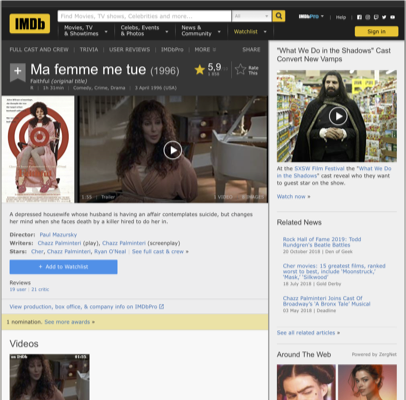 IMDb
Find Movies, TV shows, Celebrities and more...
All
IMDbPro
Help
Movies, TV
& Showtimes
Celebs, Events
& Photos
News &
Community
Watchlist
Sign in
FULL CAST AND CREW | TRIVIA | USER REVIEWS | IMDbPro | MORE
SHARE
Ma femme me tue (1996)
Faithful (original title)
R | 1h 31min | Comedy, Crime, Drama | 3 April 1996 (USA)
5,9
Rate
This
A depressed housewife whose husband is having an affair contemplates suicide, but changes
her mind when she faces death by a killer hired to do her in.
Director: Paul Mazursky
Writers: Chazz Palminteri (play), Chazz Palminteri (screenplay)
Stars: Cher, Chazz Palminteri, Ryan O'Neal | See full cast & crew »
+ Add to Watchlist
Reviews
19 user | 21 critic
View production, box office, & company info on IMDbPro
1 nomination. See more awards »
Videos
"What We Do in the Shadows" Cast
Convert New Vamps
At the SXSW Film Festival the "What We Do
in the Shadows" cast reveal who they want
to guest star on the show.
Watch now »
Related News
Rock Hall of Fame 2019: Todd
Rundgren's Beatle Battles
20 October 2018 | Den of Geek
Cher movies: 15 greatest films, ranked
worst to best, include 'Moonstruck,'
'Mask,' 'Silkwood'
18 July 2018 | Gold Derby
Chazz Palminteri Joins Cast Of
Broadway's 'A Bronx Tale' Musical
03 May 2018 | Deadline
See all related articles »
Around The Web
Powered by ZergNet